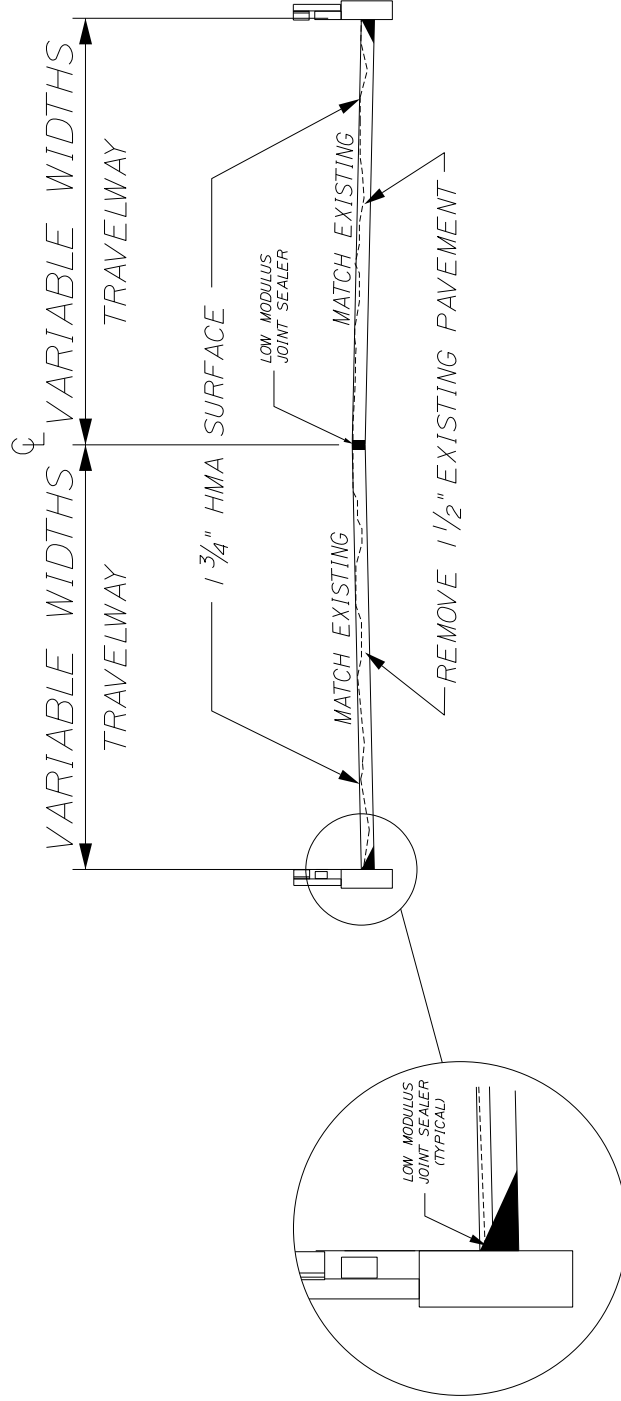 ℄
VARIABLE WIDTHS
VARIABLE WIDTHS
TRAVELWAY
TRAVELWAY
1 3/4" HMA SURFACE
LOW MODULUS
JOINT SEALER
MATCH EXISTING
MATCH EXISTING
REMOVE 1 1/2" EXISTING PAVEMENT
LOW MODULUS
JOINT SEALER
(TYPICAL)